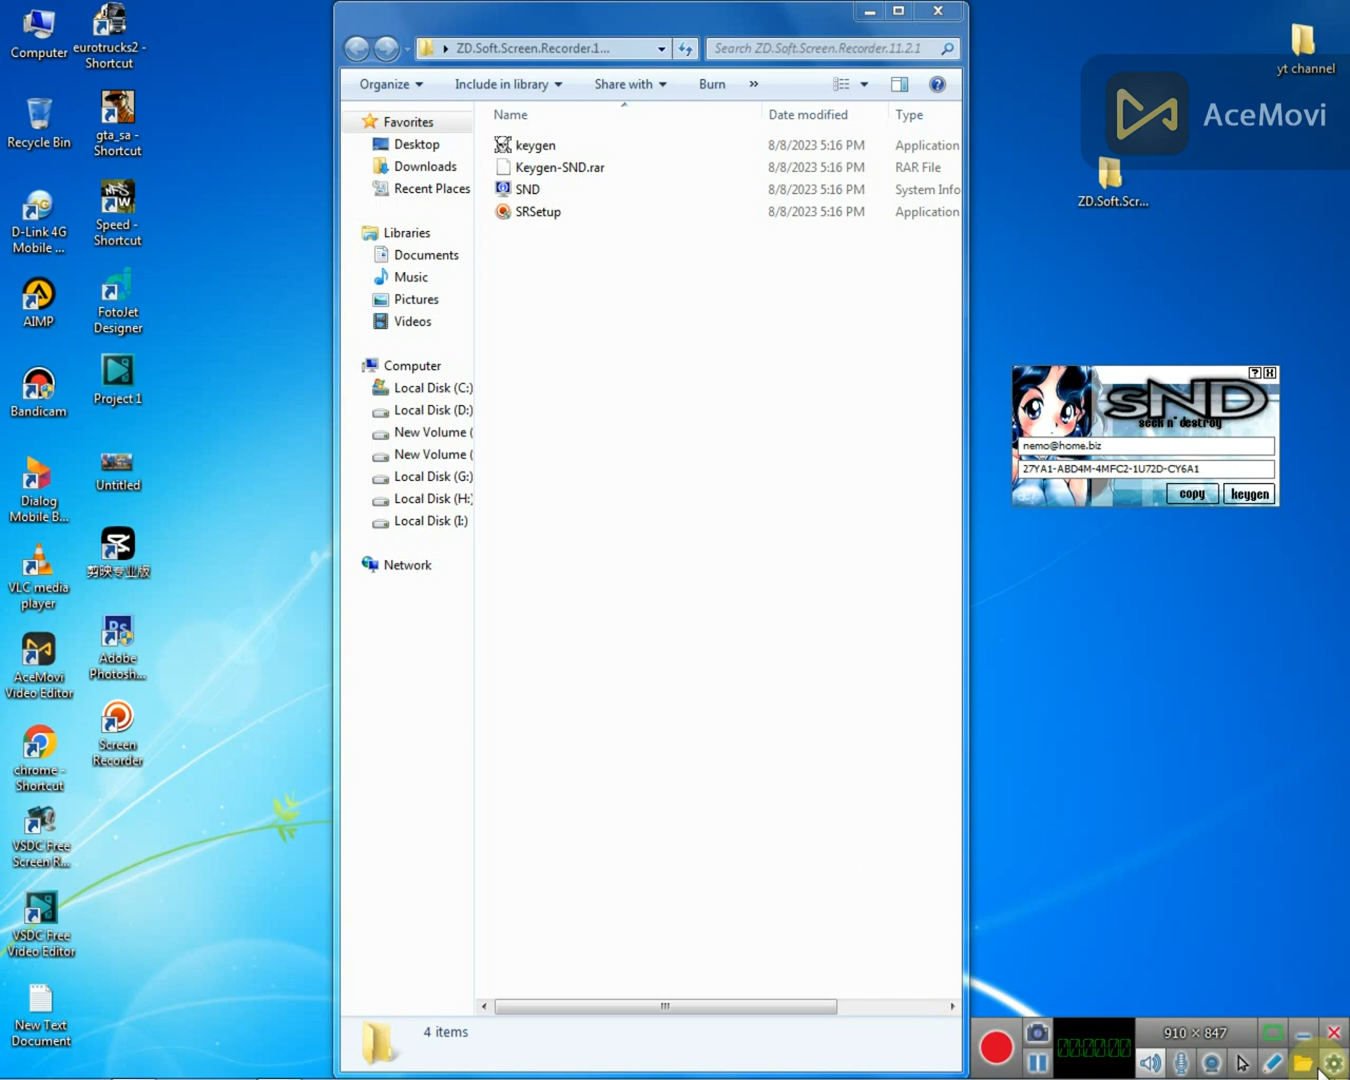 Computer
eurotrucks2 -
Shortcut
Recycle Bin
gta_sa -
Shortcut
D-Link 4G
Mobile ...
Speed -
Shortcut
AIMP
FotoJet
Designer
Bandicam
Project 1
Dialog
Mobile B...
Untitled
VLC media
player
剪映专业版
AceMovi
Video Editor
Adobe
Photosh...
chrome -
Shortcut
Screen
Recorder
VSDC Free
Screen R...
VSDC Free
Video Editor
New Text
Document
ZD.Soft.Screen.Recorder.1...
Search ZD.Soft.Screen.Recorder.11.2.1
Organize
Include in library
Share with
Burn
»
Favorites
Desktop
Downloads
Recent Places
Libraries
Documents
Music
Pictures
Videos
Computer
Local Disk (C:)
Local Disk (D:)
New Volume (
New Volume (
Local Disk (G:)
Local Disk (H:)
Local Disk (I:)
Network
Name
Date modified
Type
keygen
8/8/2023 5:16 PM
Application
Keygen-SND.rar
8/8/2023 5:16 PM
RAR File
SND
8/8/2023 5:16 PM
System Info
SRSetup
8/8/2023 5:16 PM
Application
4 items
yt channel
AceMovi
ZD.Soft.Scr...
SND
seek n' destroy
nemo@home.biz
27YA1-ABD4M-4MFC2-1U72D-CY6A1
copy
keygen
910 × 847